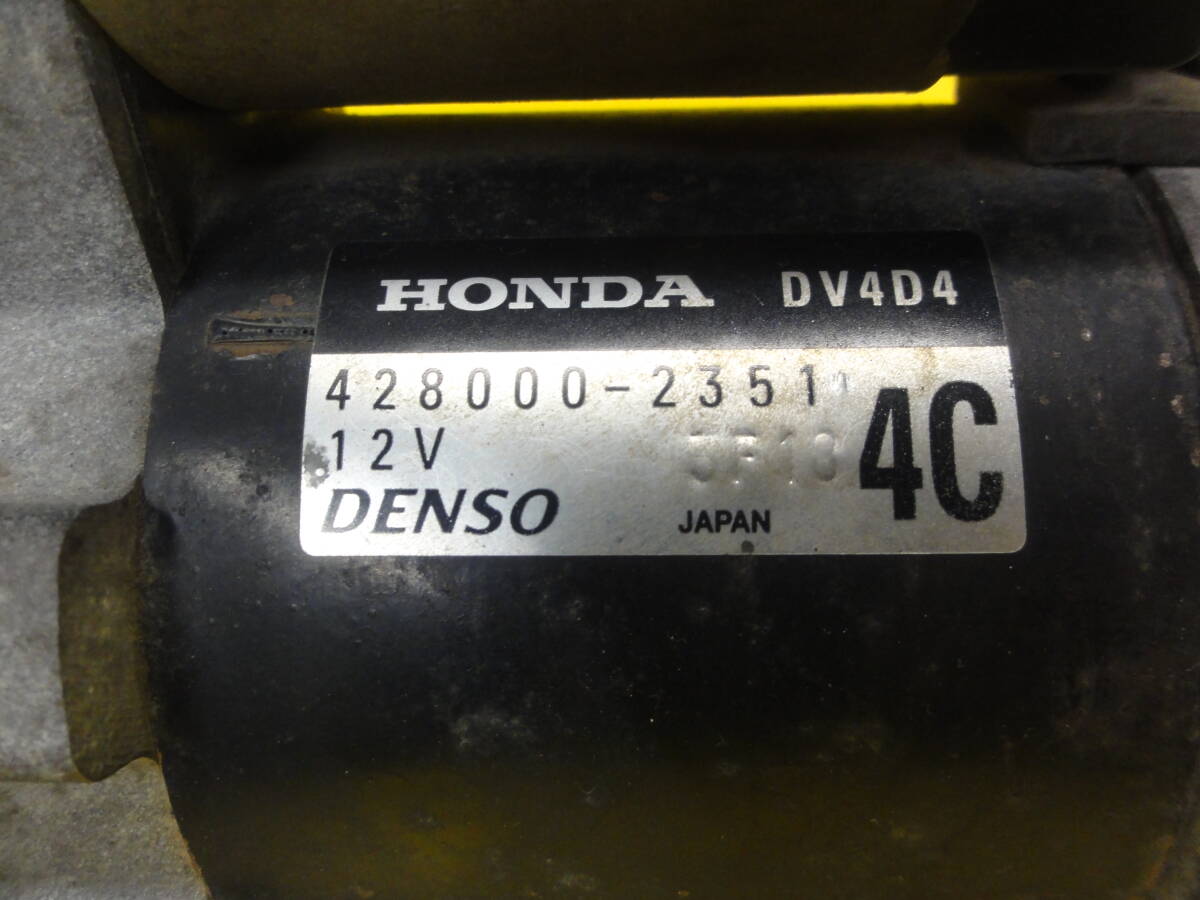 HONDA DV4D4
428000-2351
12V
4C
DENSO
JAPAN